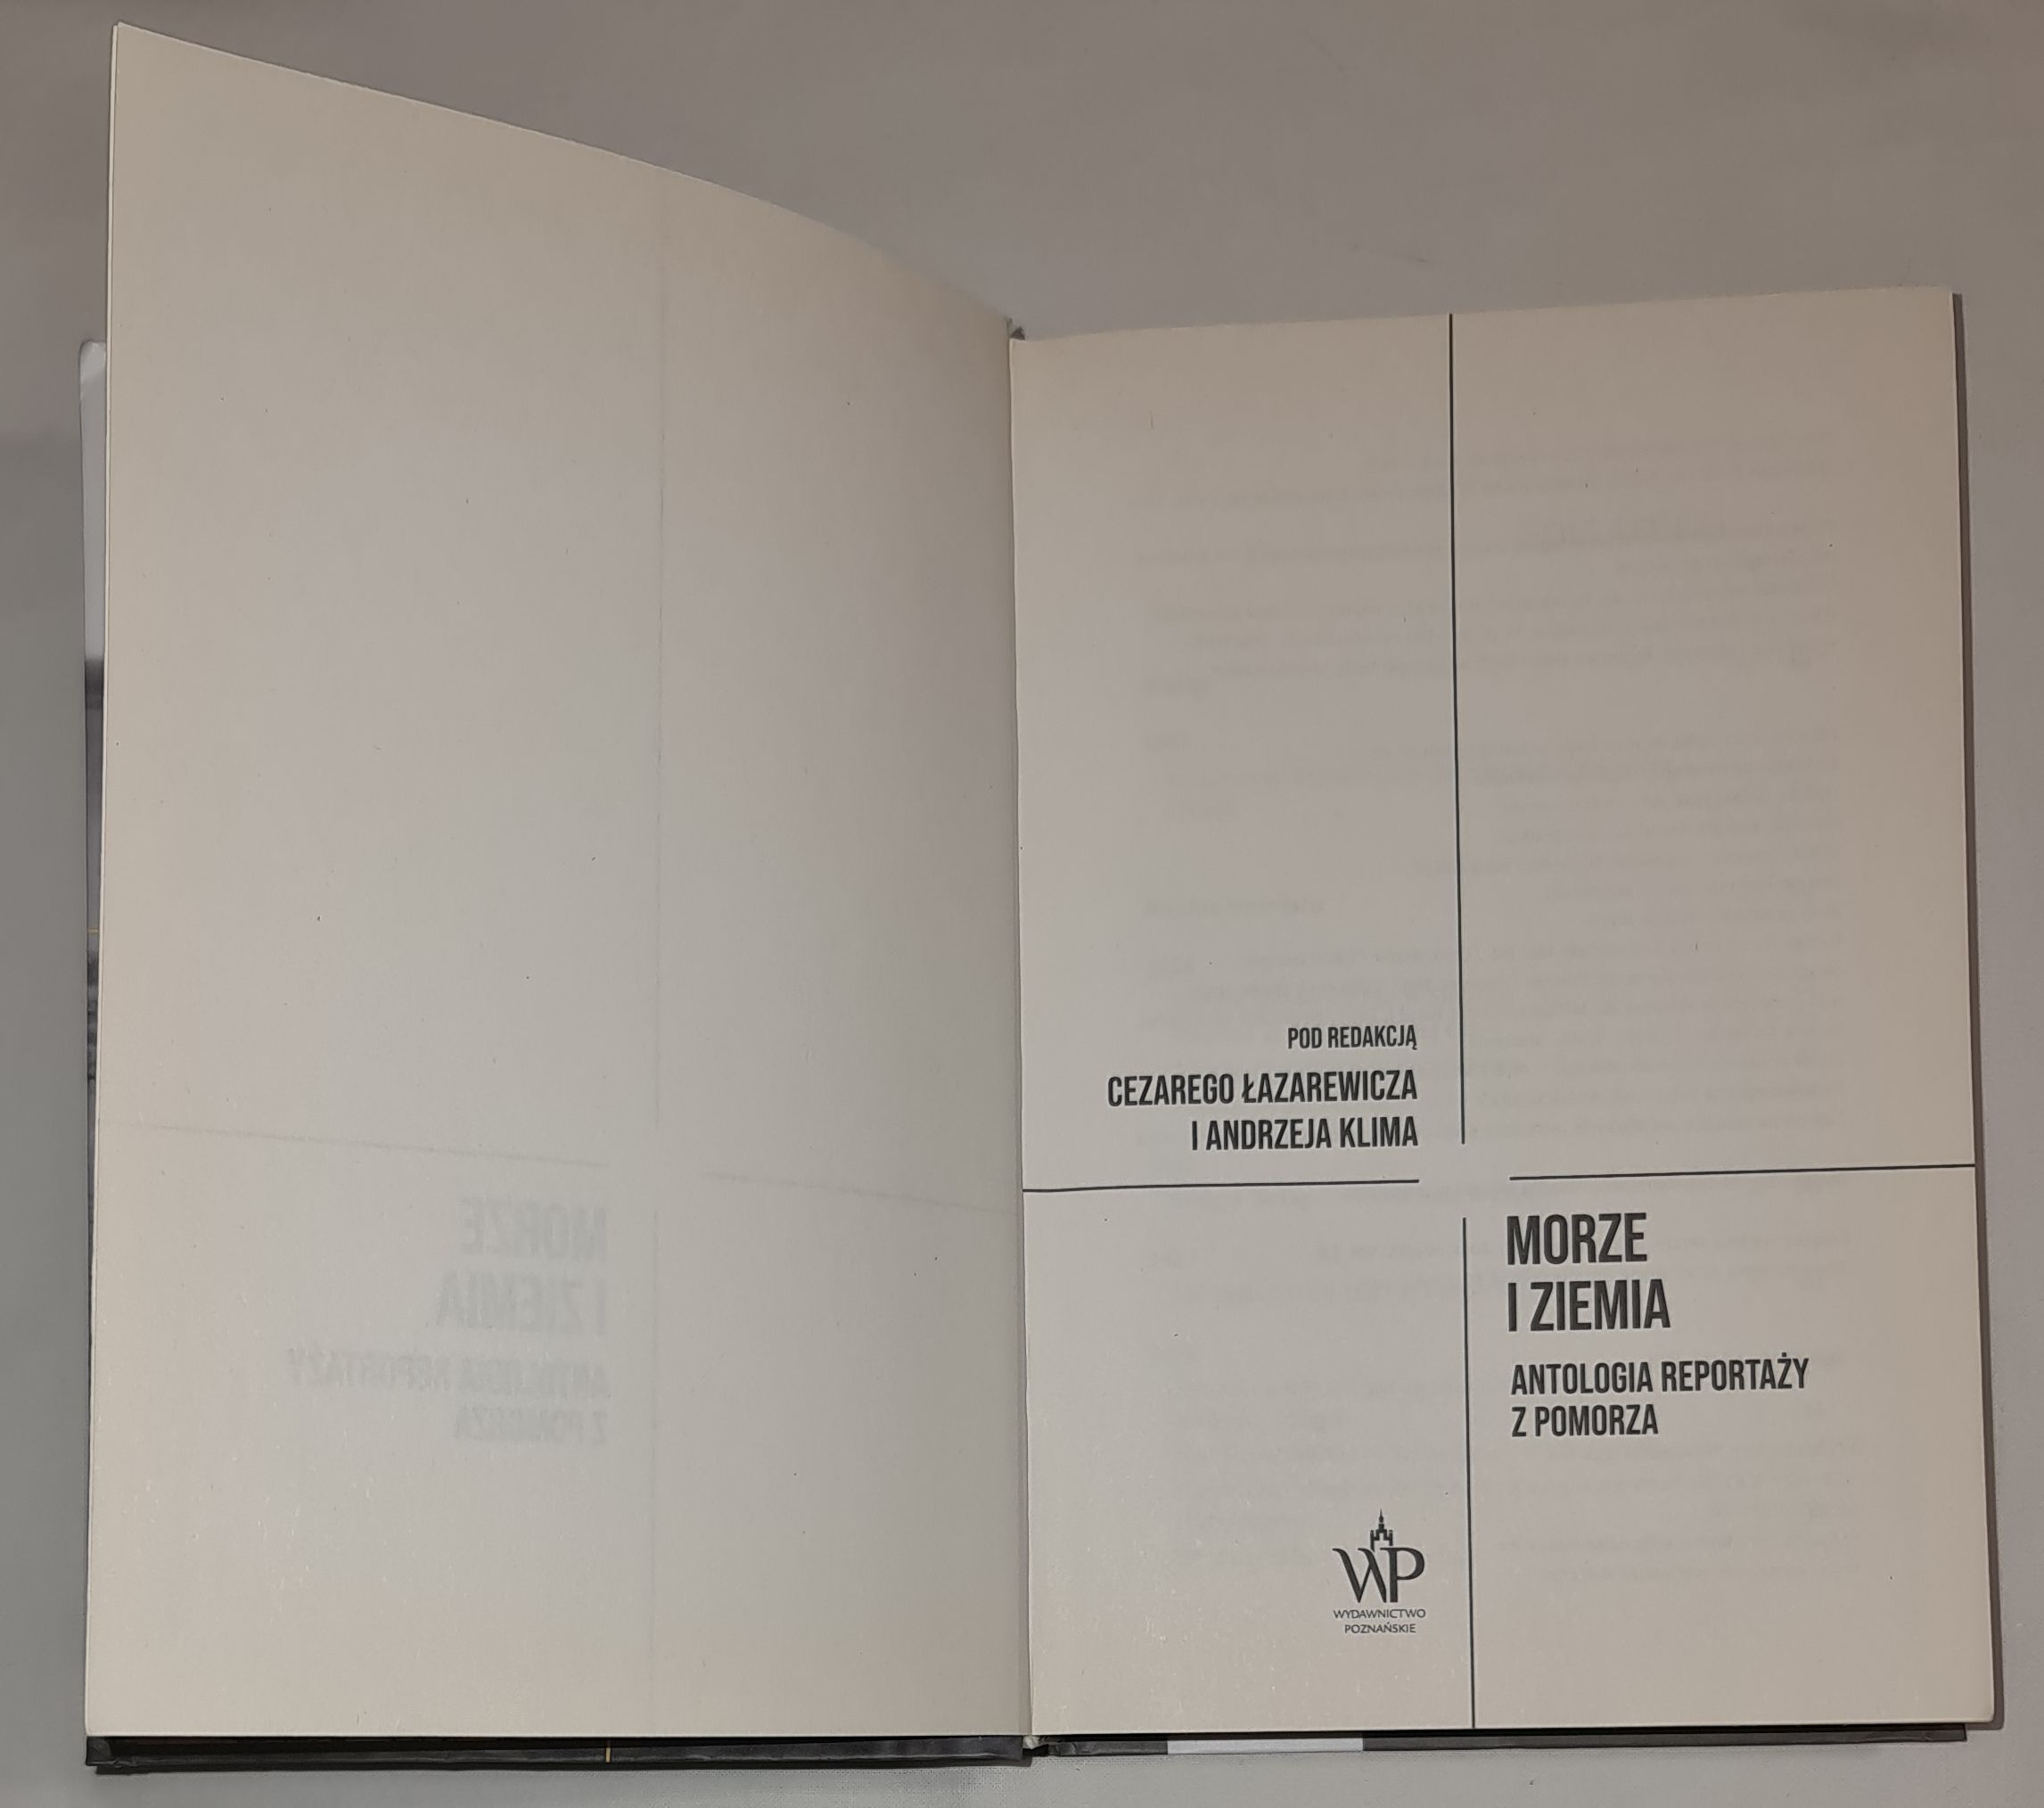 POD REDAKCJĄ
CEZAREGO ŁAZAREWICZA
I ANDRZEJA KLIMA
MORZE
I ZIEMIA
ANTOLOGIA REPORTAŻY
Z POMORZA
WP
WYDAWNICTWO
POZNAŃSKIE